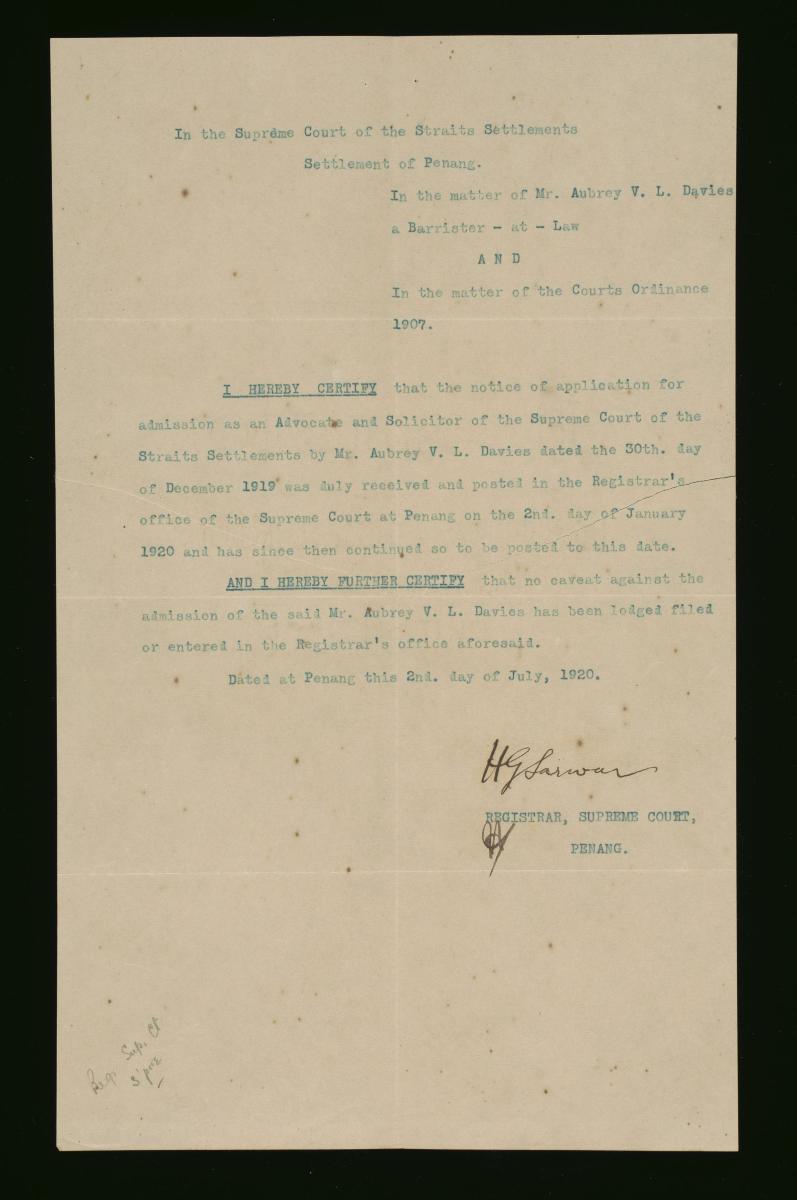 In the Supreme Court of the Straits Settlements
Settlement of Penang.
In the matter of Mr. Aubrey V. L. Davies
a Barrister - at - Law
A N D
In the matter of the Courts Ordinance
1907.
I HEREBY CERTIFY that the notice of application for
admission as an Advocate and Solicitor of the Supreme Court of the
Straits Settlements by Mr. Aubrey V. L. Davies dated the 30th. day
of December 1919 was duly received and posted in the Registrar's
office of the Supreme Court at Penang on the 2nd. day of January
1920 and has since then continued so to be posted to this date.
AND I HEREBY FURTHER CERTIFY that no caveat against the
admission of the said Mr. Aubrey V. L. Davies has been lodged filed
or entered in the Registrar's office aforesaid.
Dated at Penang this 2nd. day of July, 1920.
HGSarwar
REGISTRAR, SUPREME COURT,
PENANG.
Reg. Sup. Ct
S'pore